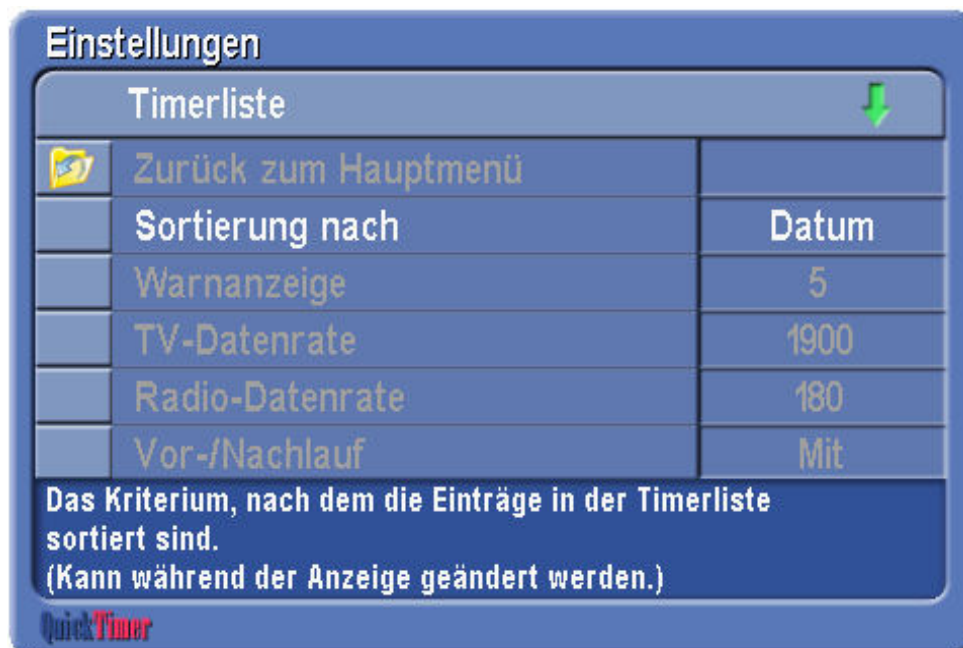 Einstellungen
Timerliste
Zurück zum Hauptmenü
Sortierung nach Datum
Warnanzeige 5
TV-Datenrate 1900
Radio-Datenrate 180
Vor-/Nachlauf Mit
Das Kriterium, nach dem die Einträge in der Timerliste
sortiert sind.
(Kann während der Anzeige geändert werden.)
QuickTimer